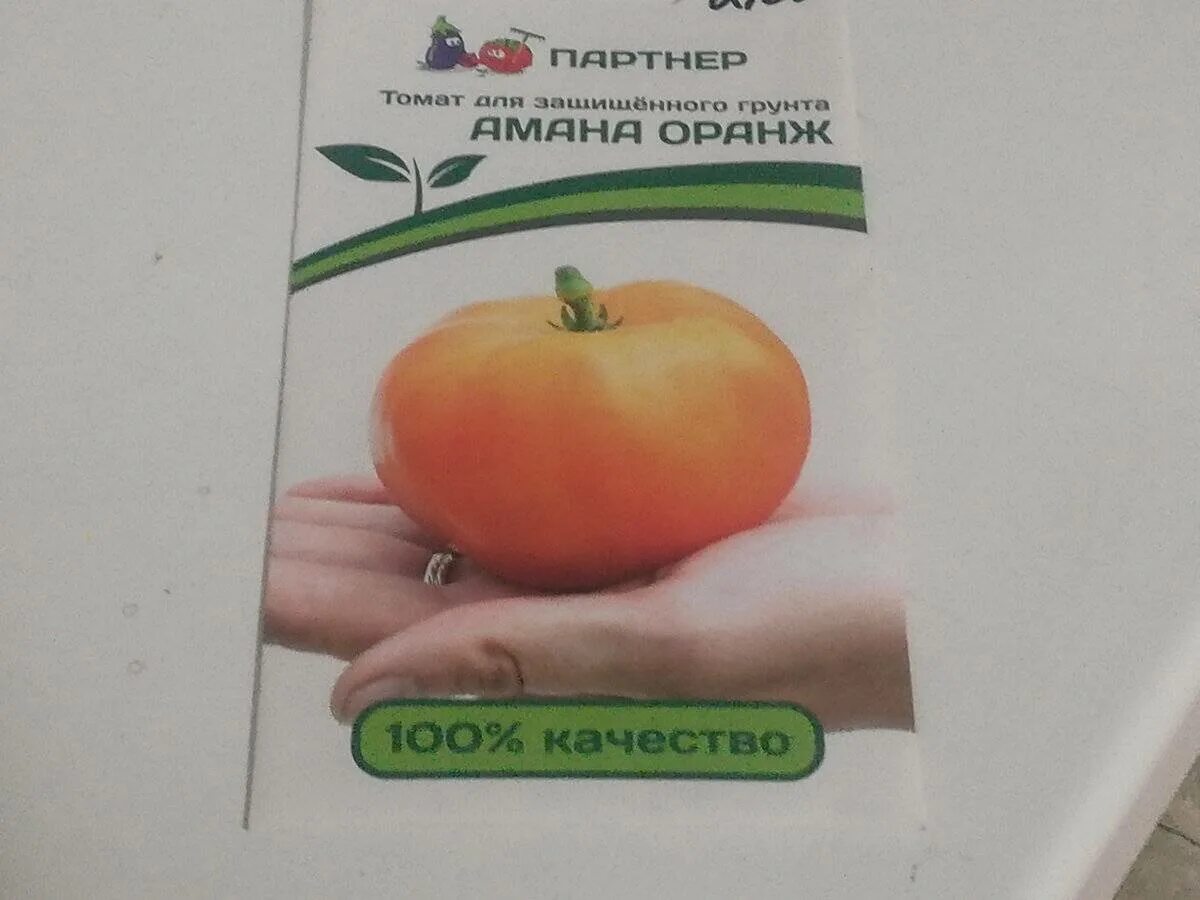 ПАРТНЕР
Томат для защищённого грунта
АМАНА ОРАНЖ
100% качество